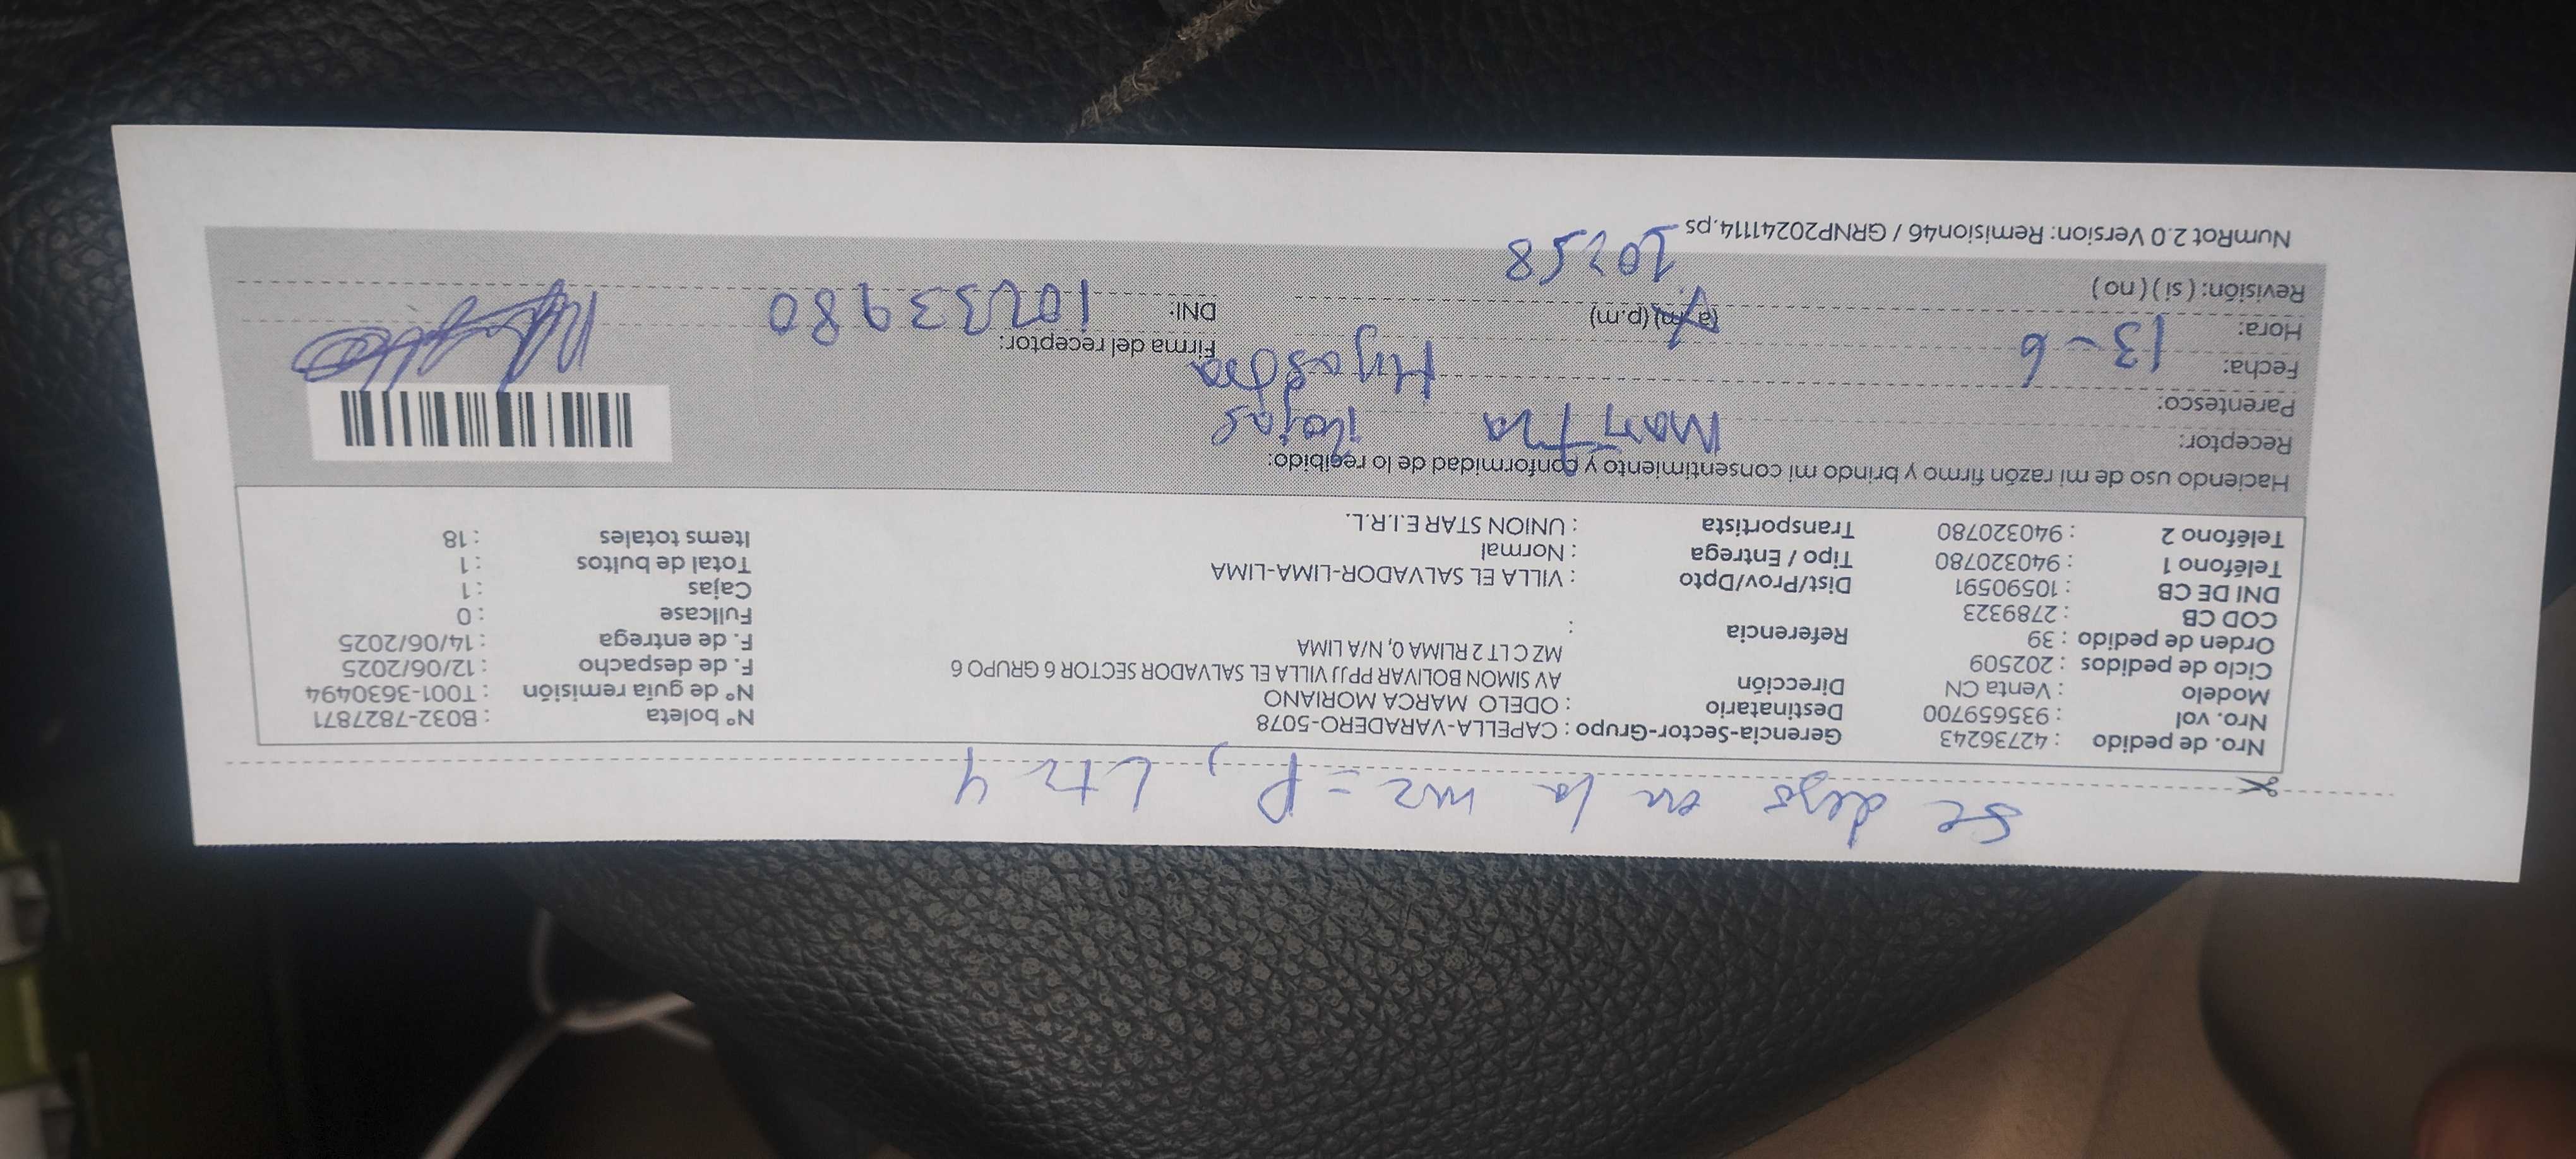 Se dejo en la mz = P, Lt 4
Nro. de pedido : 42736243 Gerencia-Sector-Grupo : CAPELLA-VARADERO-5078 N° boleta : B032-7827871
Nro. vol : 935659700 Destinatario : ODELO MARCA MORIANO N° de guía remisión : T001-3630494
Modelo : Venta CN Dirección AV SIMON BOLIVAR PPJJ VILLA EL SALVADOR SECTOR 6 GRUPO 6 F. de despacho : 12/06/2025
Ciclo de pedidos : 202509 MZ C LT 2 RLIMA 0, N/A LIMA F. de entrega : 14/06/2025
Orden de pedido : 39 Referencia : Fullcase : 0
COD CB : 2789323 Dist/Prov/Dpto : VILLA EL SALVADOR-LIMA-LIMA Cajas : 1
DNI DE CB : 10590591 Tipo / Entrega : Normal Total de bultos : 1
Teléfono 1 : 940320780 Transportista : UNION STAR E.I.R.L. Items totales : 18
Teléfono 2 : 940320780
Haciendo uso de mi razón firmo y brindo mi consentimiento y conformidad de lo recibido:
Receptor: Martha Rojas
Parentesco:
Fecha: 13-6 Firma del receptor:
Hora: (a.m) (p.m) DNI: 10233980
Revisión: ( si ) ( no ) 10:58
NumRot 2.0 Version: Remision46 / GRNP20241114.ps